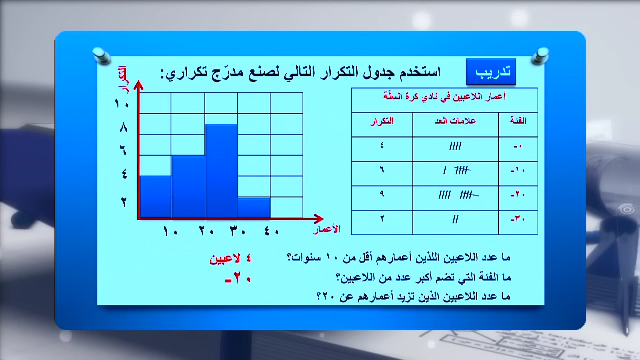 تدريب
استخدم جدول التكرار التالي لصنع مدرّج تكراري:
أعمار اللاعبين في نادي كرة السلّة
الفئة علامات العد التكرار
-٠ //// ٤
-١٠ / //// ٦
-٢٠ //// //// ٩
-٣٠ // ٢
التكرار
١٠
٨
٦
٤
٢
١٠ ٢٠ ٣٠ ٤٠
الأعمار
ما عدد اللاعبين اللذين أعمارهم أقل من ١٠ سنوات؟ ٤ لاعبين
ما الفئة التي تضم أكبر عدد من اللاعبين؟ -٢٠
ما عدد اللاعبين الذين تزيد أعمارهم عن ٢٠؟